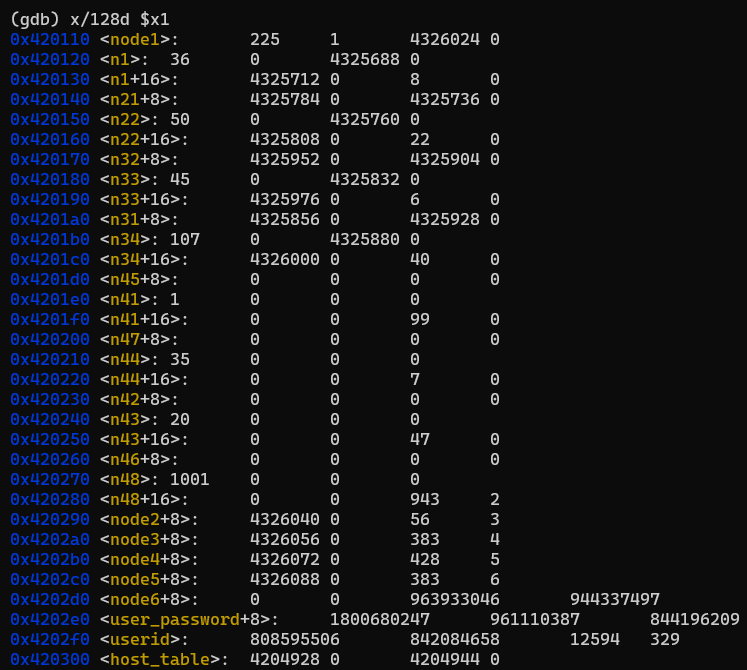 (gdb) x/128d $x1
0x420110 <node1>:       225     1       4326024 0
0x420120 <n1>:  36      0       4325688 0
0x420130 <n1+16>:       4325712 0       8       0
0x420140 <n21+8>:       4325784 0       4325736 0
0x420150 <n22>: 50      0       4325760 0
0x420160 <n22+16>:      4325808 0       22      0
0x420170 <n32+8>:       4325952 0       4325904 0
0x420180 <n33>: 45      0       4325832 0
0x420190 <n33+16>:      4325976 0       6       0
0x4201a0 <n31+8>:       4325856 0       4325928 0
0x4201b0 <n34>: 107     0       4325880 0
0x4201c0 <n34+16>:      4326000 0       40      0
0x4201d0 <n45+8>:       0       0       0       0
0x4201e0 <n41>: 1       0       0       0
0x4201f0 <n41+16>:      0       0       99      0
0x420200 <n47+8>:       0       0       0       0
0x420210 <n44>: 35      0       0       0
0x420220 <n44+16>:      0       0       7       0
0x420230 <n42+8>:       0       0       0       0
0x420240 <n43>: 20      0       0       0
0x420250 <n43+16>:      0       0       47      0
0x420260 <n46+8>:       0       0       0       0
0x420270 <n48>: 1001    0       0       0
0x420280 <n48+16>:      0       0       943     2
0x420290 <node2+8>:     4326040 0       56      3
0x4202a0 <node3+8>:     4326056 0       383     4
0x4202b0 <node4+8>:     4326072 0       428     5
0x4202c0 <node5+8>:     4326088 0       383     6
0x4202d0 <node6+8>:     0       0       963933046       944337497
0x4202e0 <user_password+8>:     1800680247      961110387       844196209
0x4202f0 <userid>:      808595506       842084658       12594   329
0x420300 <host_table>:  4204928 0       4204944 0